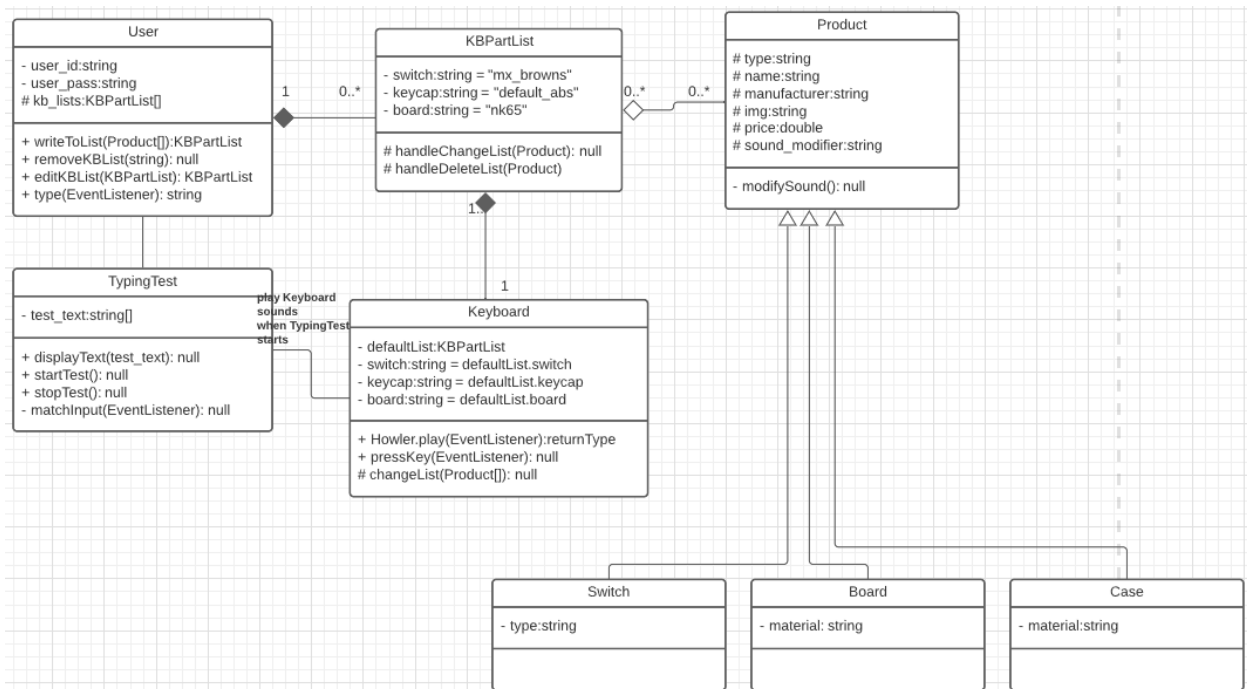 User
- user_id:string
- user_pass:string
# kb_lists:KBPartList[]
+ writeToList(Product[]):KBPartList
+ removeKBList(string): null
+ editKBList(KBPartList): KBPartList
+ type(EventListener): string
1
0..*
KBPartList
- switch:string = "mx_browns"
- keycap:string = "default_abs"
- board:string = "nk65"
# handleChangeList(Product): null
# handleDeleteList(Product)
0..*
0..*
Product
# type:string
# name:string
# manufacturer:string
# img:string
# price:double
# sound_modifier:string
- modifySound(): null
1..
1
TypingTest
- test_text:string[]
+ displayText(test_text): null
+ startTest(): null
+ stopTest(): null
- matchInput(EventListener): null
play Keyboard
sounds
when TypingTest
starts
Keyboard
- defaultList:KBPartList
- switch:string = defaultList.switch
- keycap:string = defaultList.keycap
- board:string = defaultList.board
+ Howler.play(EventListener):returnType
+ pressKey(EventListener): null
# changeList(Product[]): null
Switch
- type:string
Board
- material: string
Case
- material:string